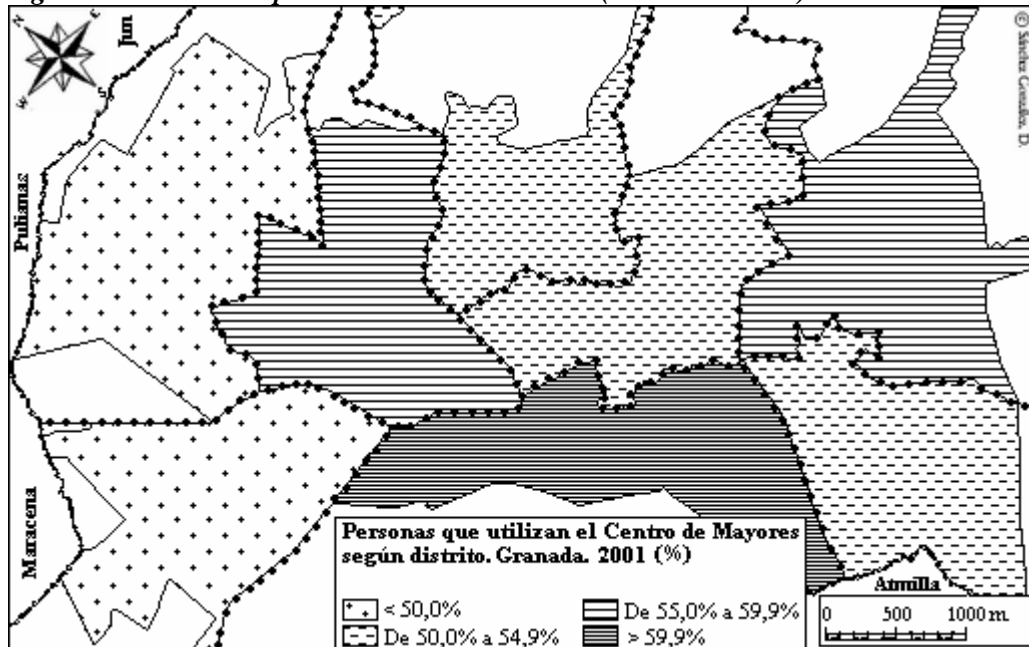 N
E
S
W
Jun
Pulianas
Maracena
© Sánchez González, D.
Personas que utilizan el Centro de Mayores
según distrito. Granada. 2001 (%)
< 50,0%
De 50,0% a 54,9%
De 55,0% a 59,9%
> 59,9%
Atmilla
0 500 1000 m.